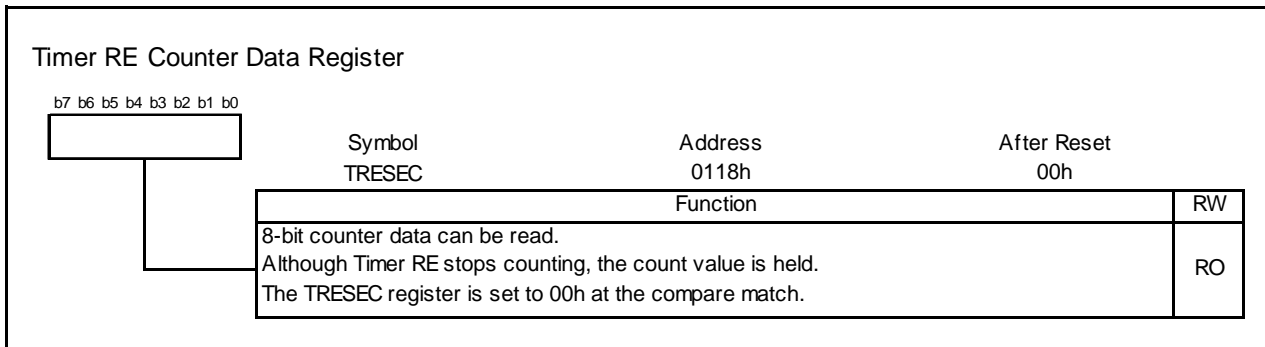 Timer RE Counter Data Register
b7 b6 b5 b4 b3 b2 b1 b0
Symbol Address After Reset
TRESEC 0118h 00h
Function RW
8-bit counter data can be read.
Although Timer RE stops counting, the count value is held.
RO
The TRESEC register is set to 00h at the compare match.